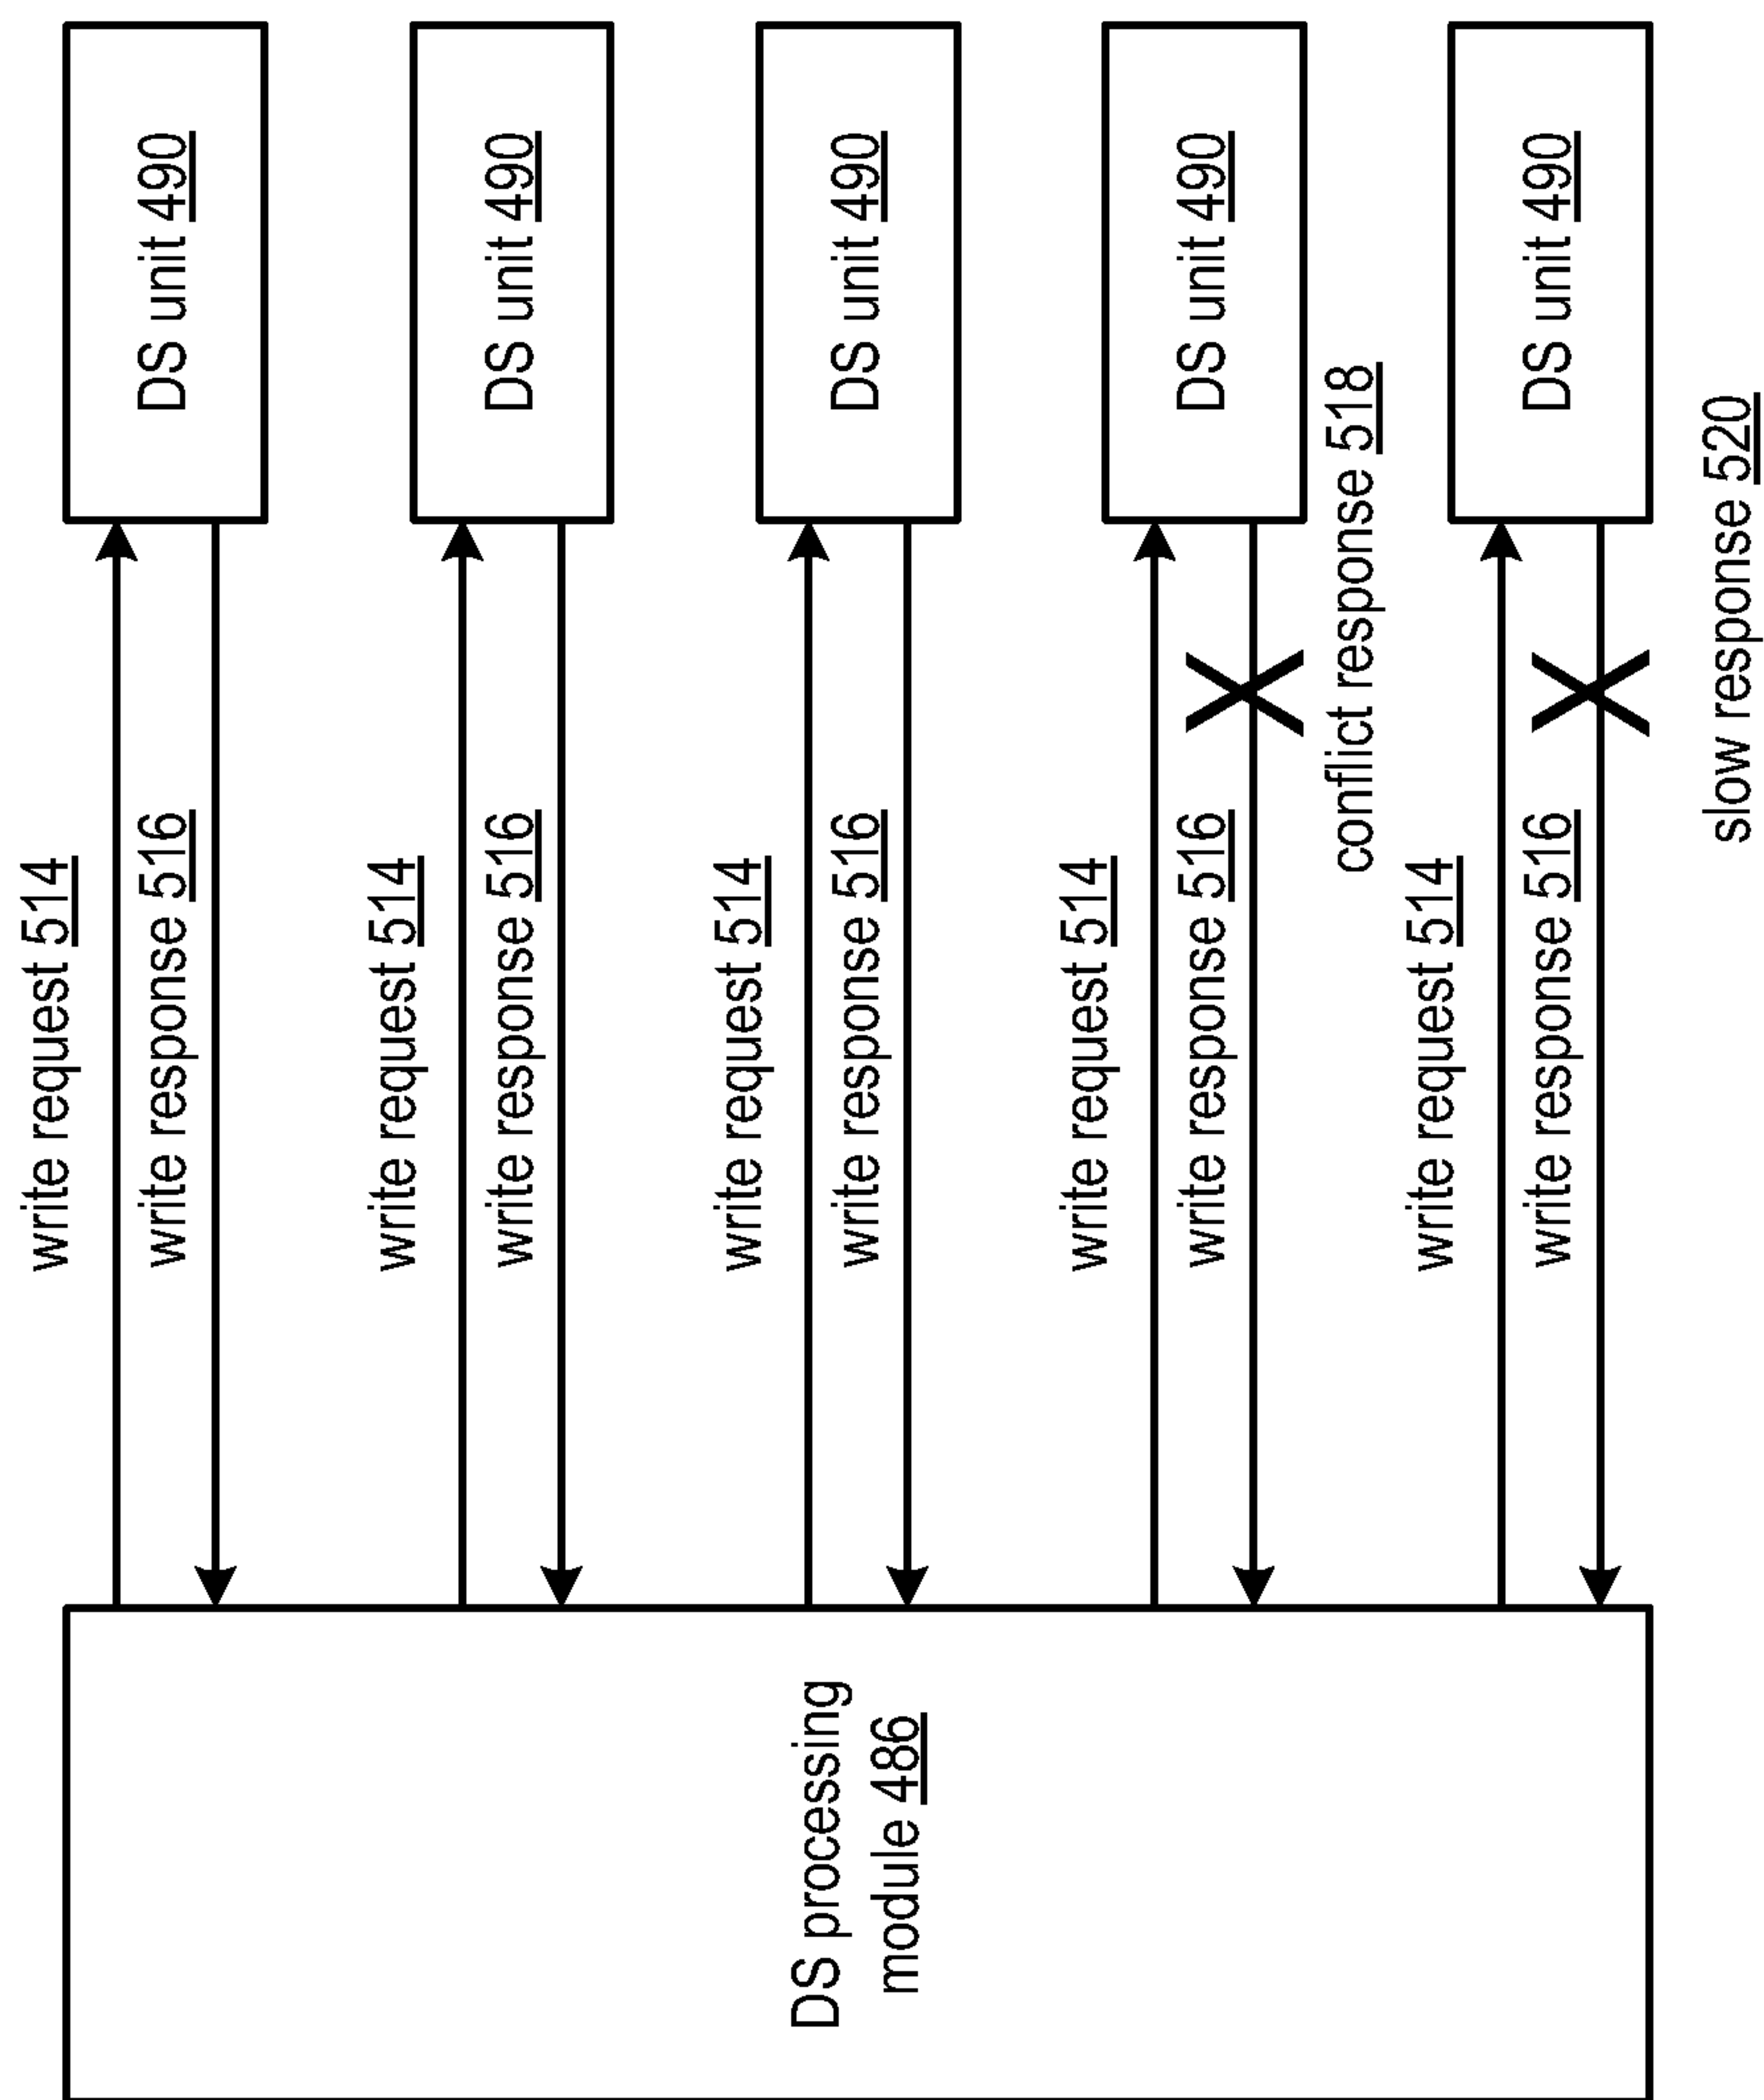 write request 514
write response 516
DS unit 490
write request 514
write response 516
DS unit 490
DS processing
module 486
write request 514
write response 516
DS unit 490
write request 514
write response 516
DS unit 490
conflict response 518
write request 514
write response 516
DS unit 490
slow response 520